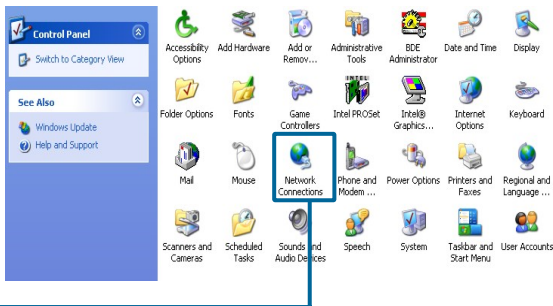 Control Panel
Switch to Category View
See Also
Windows Update
Help and Support
Accessibility
Options
Add Hardware
Add or
Remov...
Administrative
Tools
BDE
Administrator
Date and Time
Display
Folder Options
Fonts
Game
Controllers
INTEL
Intel PROSet
Intel®
Graphics...
Internet
Options
Keyboard
Mail
Mouse
Network
Connections
Phone and
Modem ...
Power Options
Printers and
Faxes
Regional and
Language ...
Scanners and
Cameras
Scheduled
Tasks
Sounds and
Audio Devices
Speech
System
Taskbar and
Start Menu
User Accounts